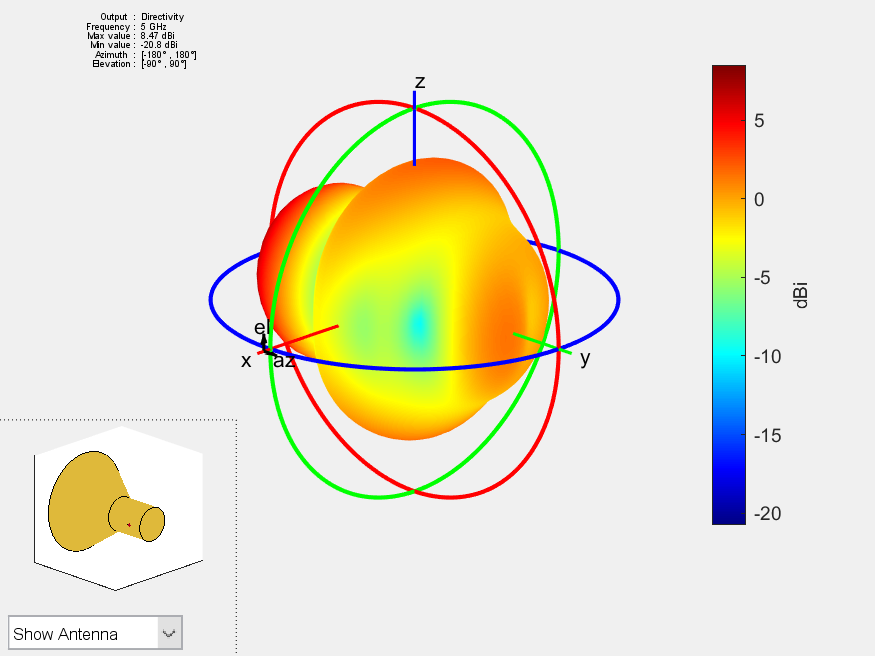 Output : Directivity
Frequency : 5 GHz
Max value : 8.47 dBi
Min value : -20.8 dBi
Azimuth : [-180° , 180°]
Elevation : [-90° , 90°]
z
5
0
-5
dBi
el
x
az
y
-10
-15
-20
Show Antenna